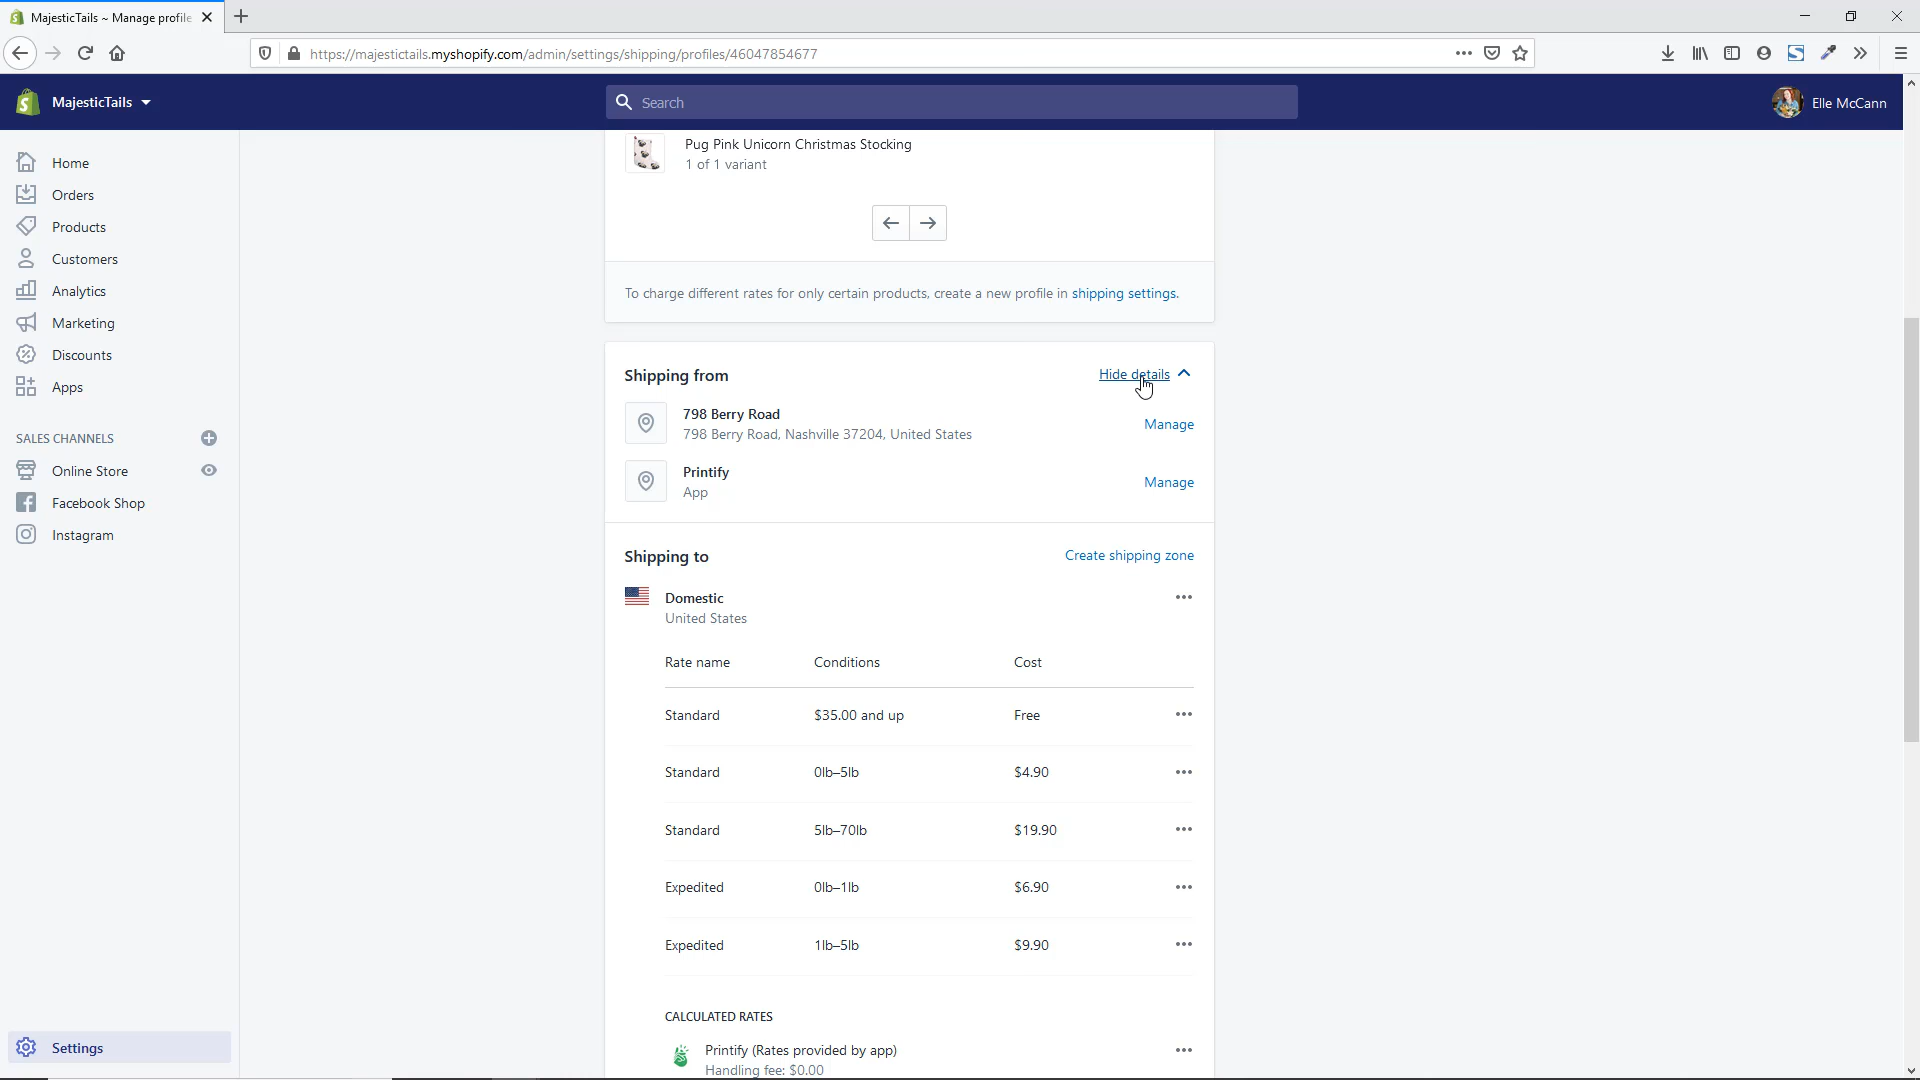 MajesticTails ~ Manage profile
https://majestictails.myshopify.com/admin/settings/shipping/profiles/46047854677
MajesticTails
Search
Elle McCann
Home
Orders
Products
Customers
Analytics
Marketing
Discounts
Apps
SALES CHANNELS
Online Store
Facebook Shop
Instagram
Settings
Pug Pink Unicorn Christmas Stocking
1 of 1 variant
To charge different rates for only certain products, create a new profile in shipping settings.
Shipping from
Hide details
798 Berry Road
798 Berry Road, Nashville 37204, United States
Manage
Printify
App
Manage
Shipping to
Create shipping zone
Domestic
United States
Rate name Conditions Cost
Standard $35.00 and up Free
Standard 0lb–5lb $4.90
Standard 5lb–70lb $19.90
Expedited 0lb–1lb $6.90
Expedited 1lb–5lb $9.90
CALCULATED RATES
Printify (Rates provided by app)
Handling fee: $0.00